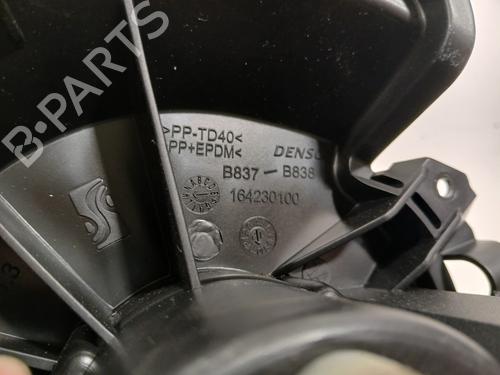 >PP-TD40<
PP+EPDM<
DENSO
B837-B838
164230100
B-PARTS